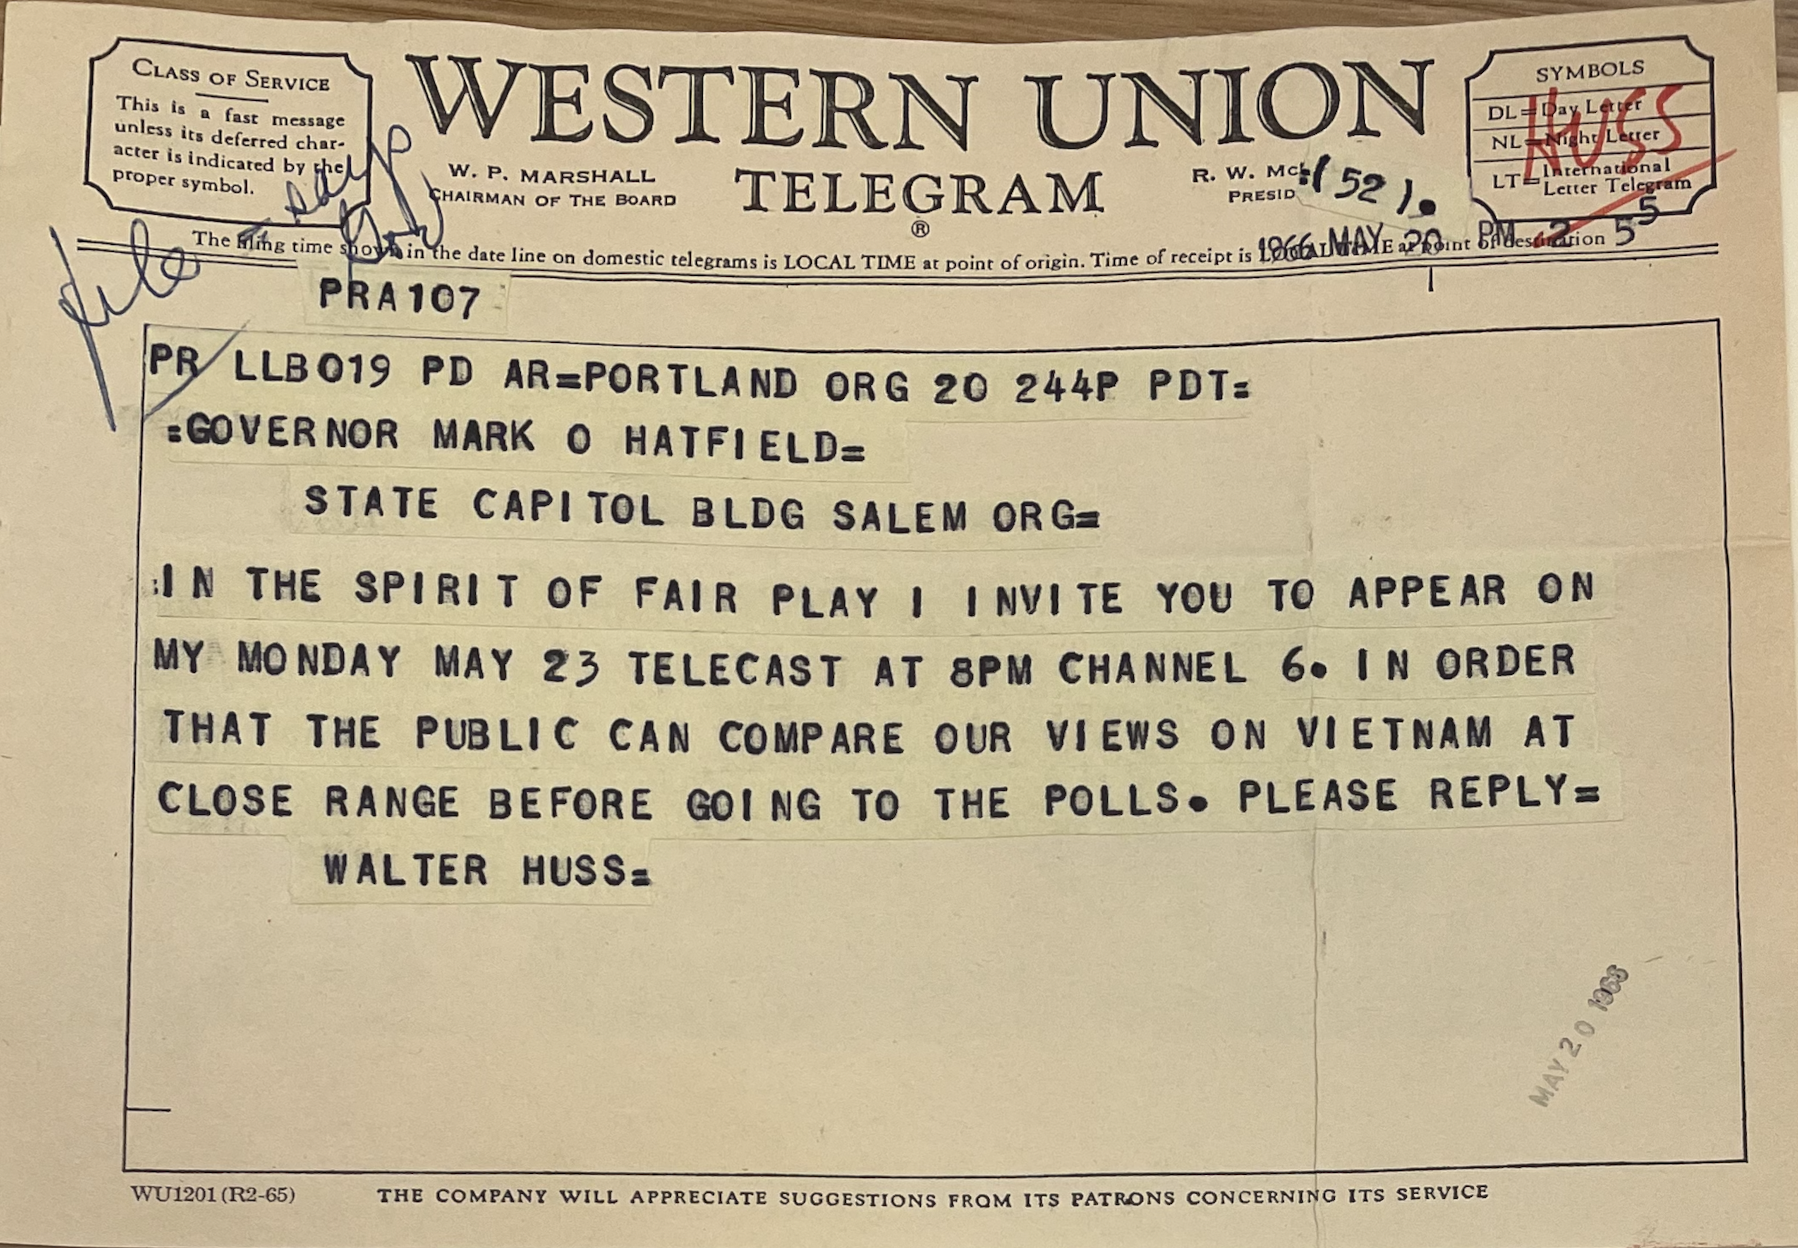 CLASS OF SERVICE
This is a fast message
unless its deferred char-
acter is indicated by the
proper symbol.
WESTERN UNION
TELEGRAM
®
W. P. MARSHALL
CHAIRMAN OF THE BOARD
R. W. Mc
PRESID
(52).
SYMBOLS
DL=Day Letter
NL=Night Letter
LT=International
Letter Telegram
HUSS
File - says
Gov
The filing time shown in the date line on domestic telegrams is LOCAL TIME at point of origin. Time of receipt is LOCAL TIME at point of destination
1966 MAY 20 PM 2 55
PRA107
PR LLB019 PD AR=PORTLAND ORG 20 244P PDT=
=GOVERNOR MARK O HATFIELD=
STATE CAPITOL BLDG SALEM ORG=
:IN THE SPIRIT OF FAIR PLAY I INVITE YOU TO APPEAR ON
MY MONDAY MAY 23 TELECAST AT 8PM CHANNEL 6. IN ORDER
THAT THE PUBLIC CAN COMPARE OUR VIEWS ON VIETNAM AT
CLOSE RANGE BEFORE GOING TO THE POLLS. PLEASE REPLY=
WALTER HUSS=
MAY 20 1966
WU1201 (R2-65)
THE COMPANY WILL APPRECIATE SUGGESTIONS FROM ITS PATRONS CONCERNING ITS SERVICE